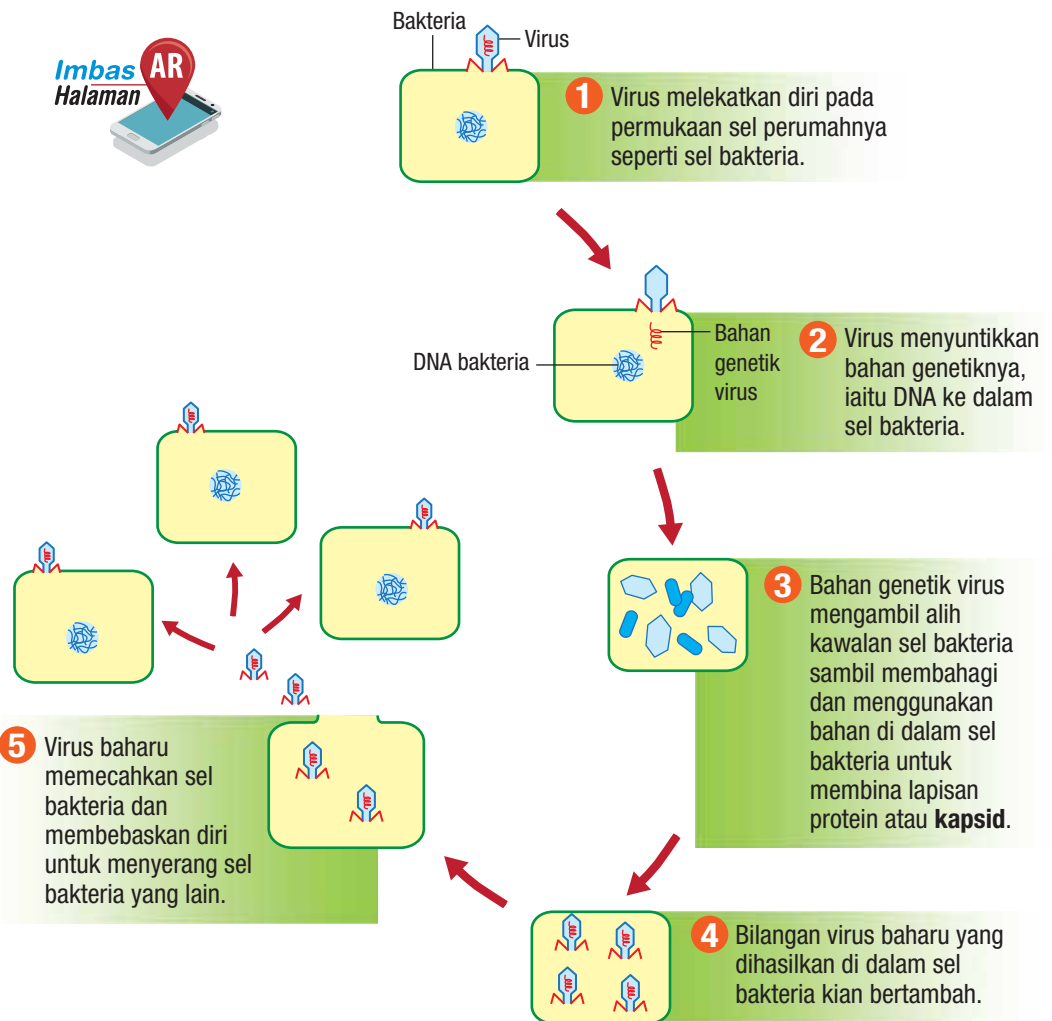 Imbas
Halaman
AR
Bakteria
Virus
1 Virus melekatkan diri pada
permukaan sel perumahnya
seperti sel bakteria.
DNA bakteria
Bahan
genetik
virus
2 Virus menyuntikkan
bahan genetiknya,
iaitu DNA ke dalam
sel bakteria.
3 Bahan genetik virus
mengambil alih
kawalan sel bakteria
sambil membahagi
dan menggunakan
bahan di dalam sel
bakteria untuk
membina lapisan
protein atau kapsid.
4 Bilangan virus baharu yang
dihasilkan di dalam sel
bakteria kian bertambah.
5 Virus baharu
memecahkan sel
bakteria dan
membebaskan diri
untuk menyerang sel
bakteria yang lain.